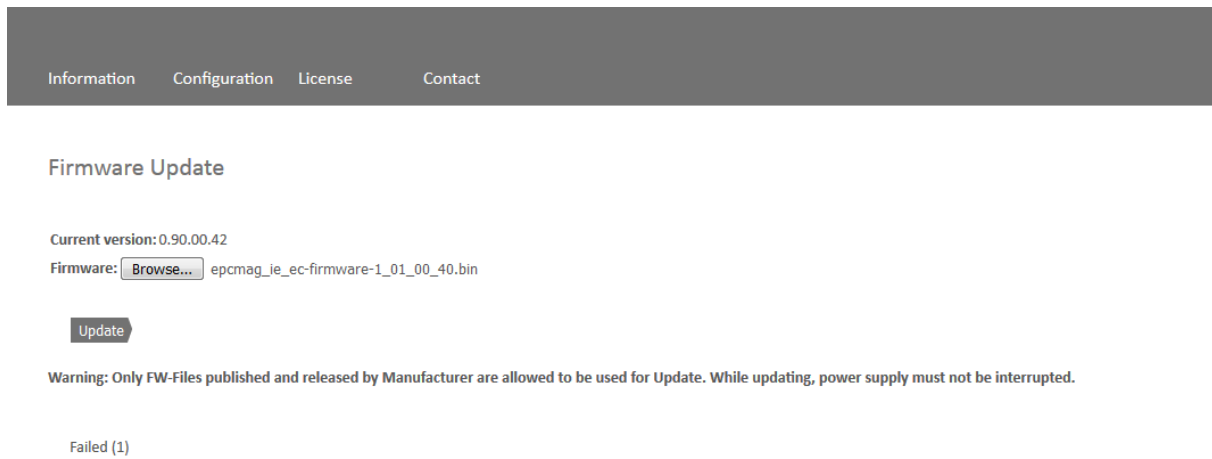 Information Configuration License Contact
Firmware Update
Current version: 0.90.00.42
Firmware: Browse... epcmag_ie_ec-firmware-1_01_00_40.bin
Update
Warning: Only FW-Files published and released by Manufacturer are allowed to be used for Update. While updating, power supply must not be interrupted.
Failed (1)